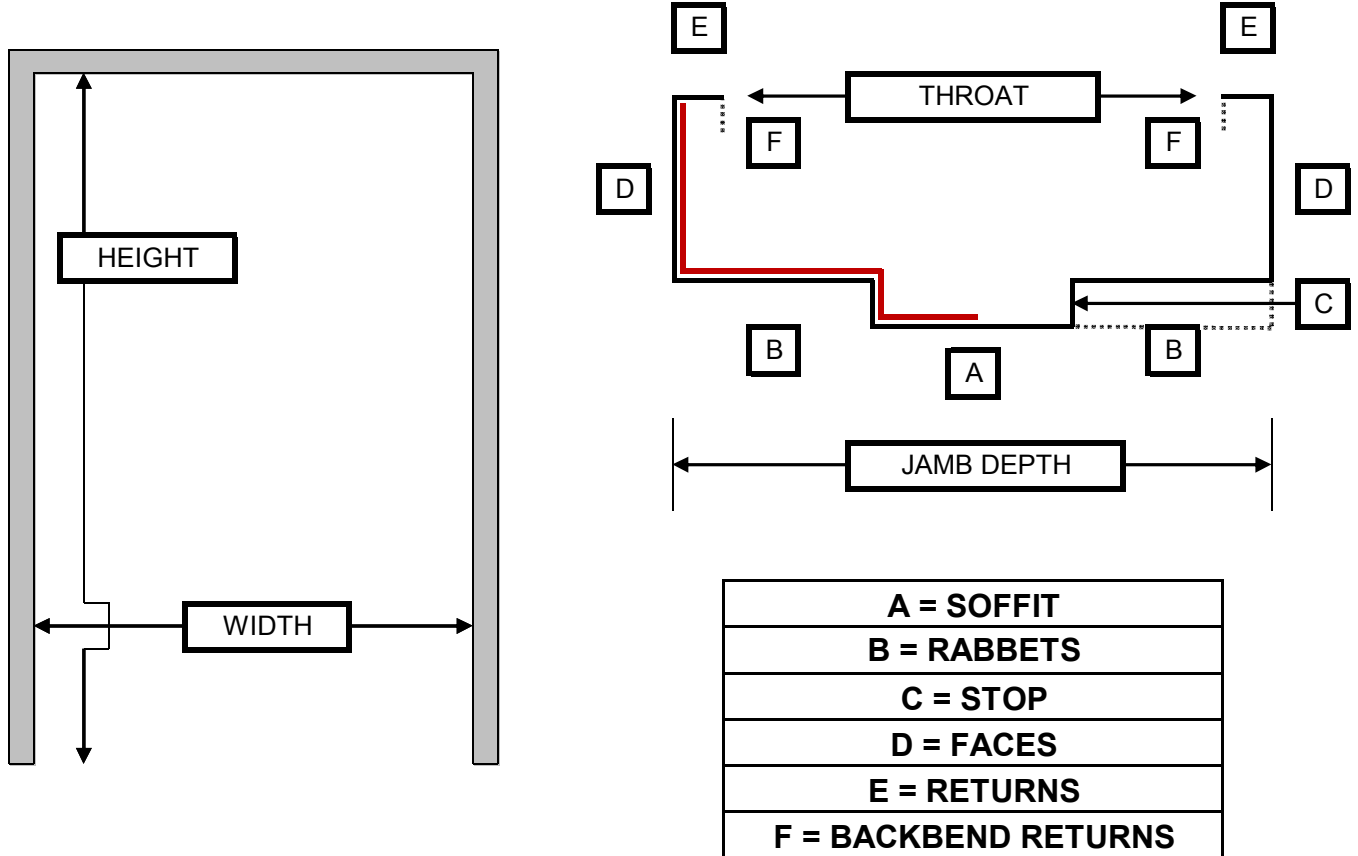 E
E
THROAT
F
F
D
D
HEIGHT
C
B
B
A
JAMB DEPTH
WIDTH
A = SOFFIT
B = RABBETS
C = STOP
D = FACES
E = RETURNS
F = BACKBEND RETURNS